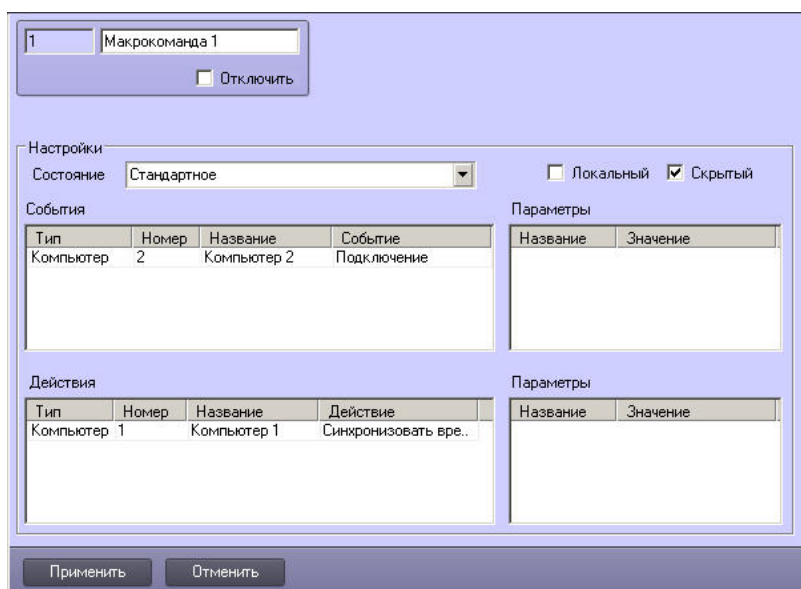 1 Макрокоманда 1
Отключить
Настройки
Состояние Стандартное Локальный Скрытый
События Параметры
Тип Номер Название Событие Название Значение
Компьютер 2 Компьютер 2 Подключение
Действия Параметры
Тип Номер Название Действие Название Значение
Компьютер 1 Компьютер 1 Синхронизовать вре..
Применить Отменить